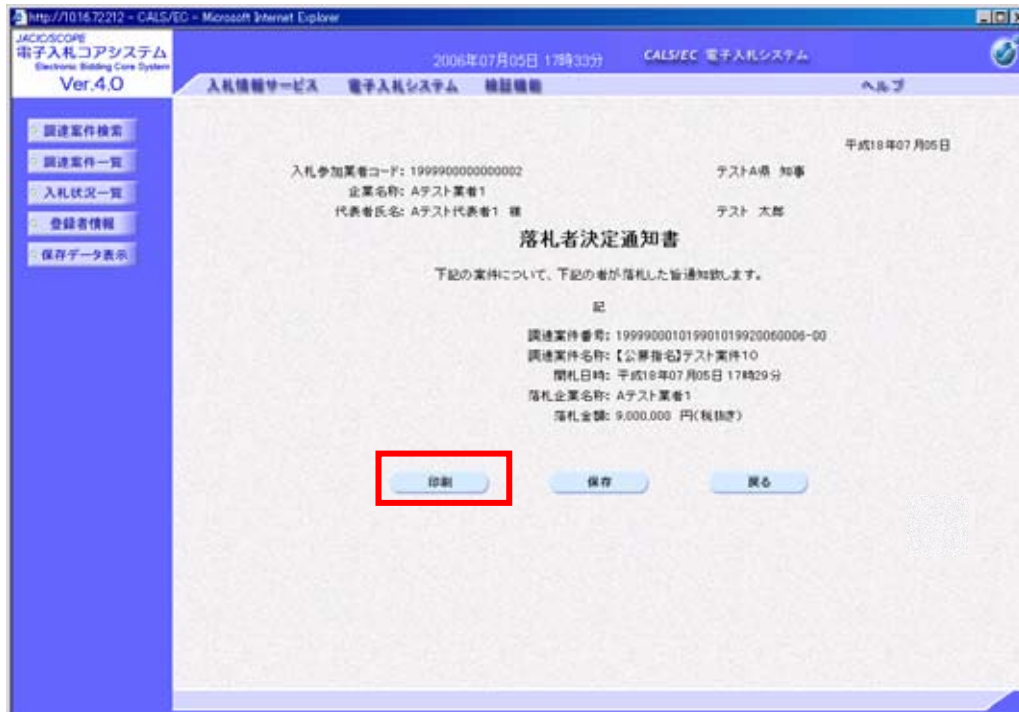 http://10.16.72.212 - CALS/EC - Microsoft Internet Explorer
JACIC/SCOPE
電子入札コアシステム
Electronic Bidding Core System
Ver.4.0
2006年07月05日 17時33分
CALS/EC 電子入札システム
入札情報サービス 電子入札システム 検証機能 ヘルプ
調達案件検索
調達案件一覧
入札状況一覧
登録者情報
保存データ表示
平成18年07月05日
入札参加業者コード: 1999900000000002 テストA県 知事
企業名称: Aテスト業者1
代表者氏名: Aテスト代表者1 様 テスト 太郎
落札者決定通知書
下記の案件について、下記の者が落札した旨通知致します。
記
調達案件番号: 199990001019901019920060006-00
調達案件名称: 【公募指名】テスト案件10
開札日時: 平成18年07月05日 17時29分
落札企業名称: Aテスト業者1
落札金額: 9,000,000 円(税抜き)
印刷 保存 戻る